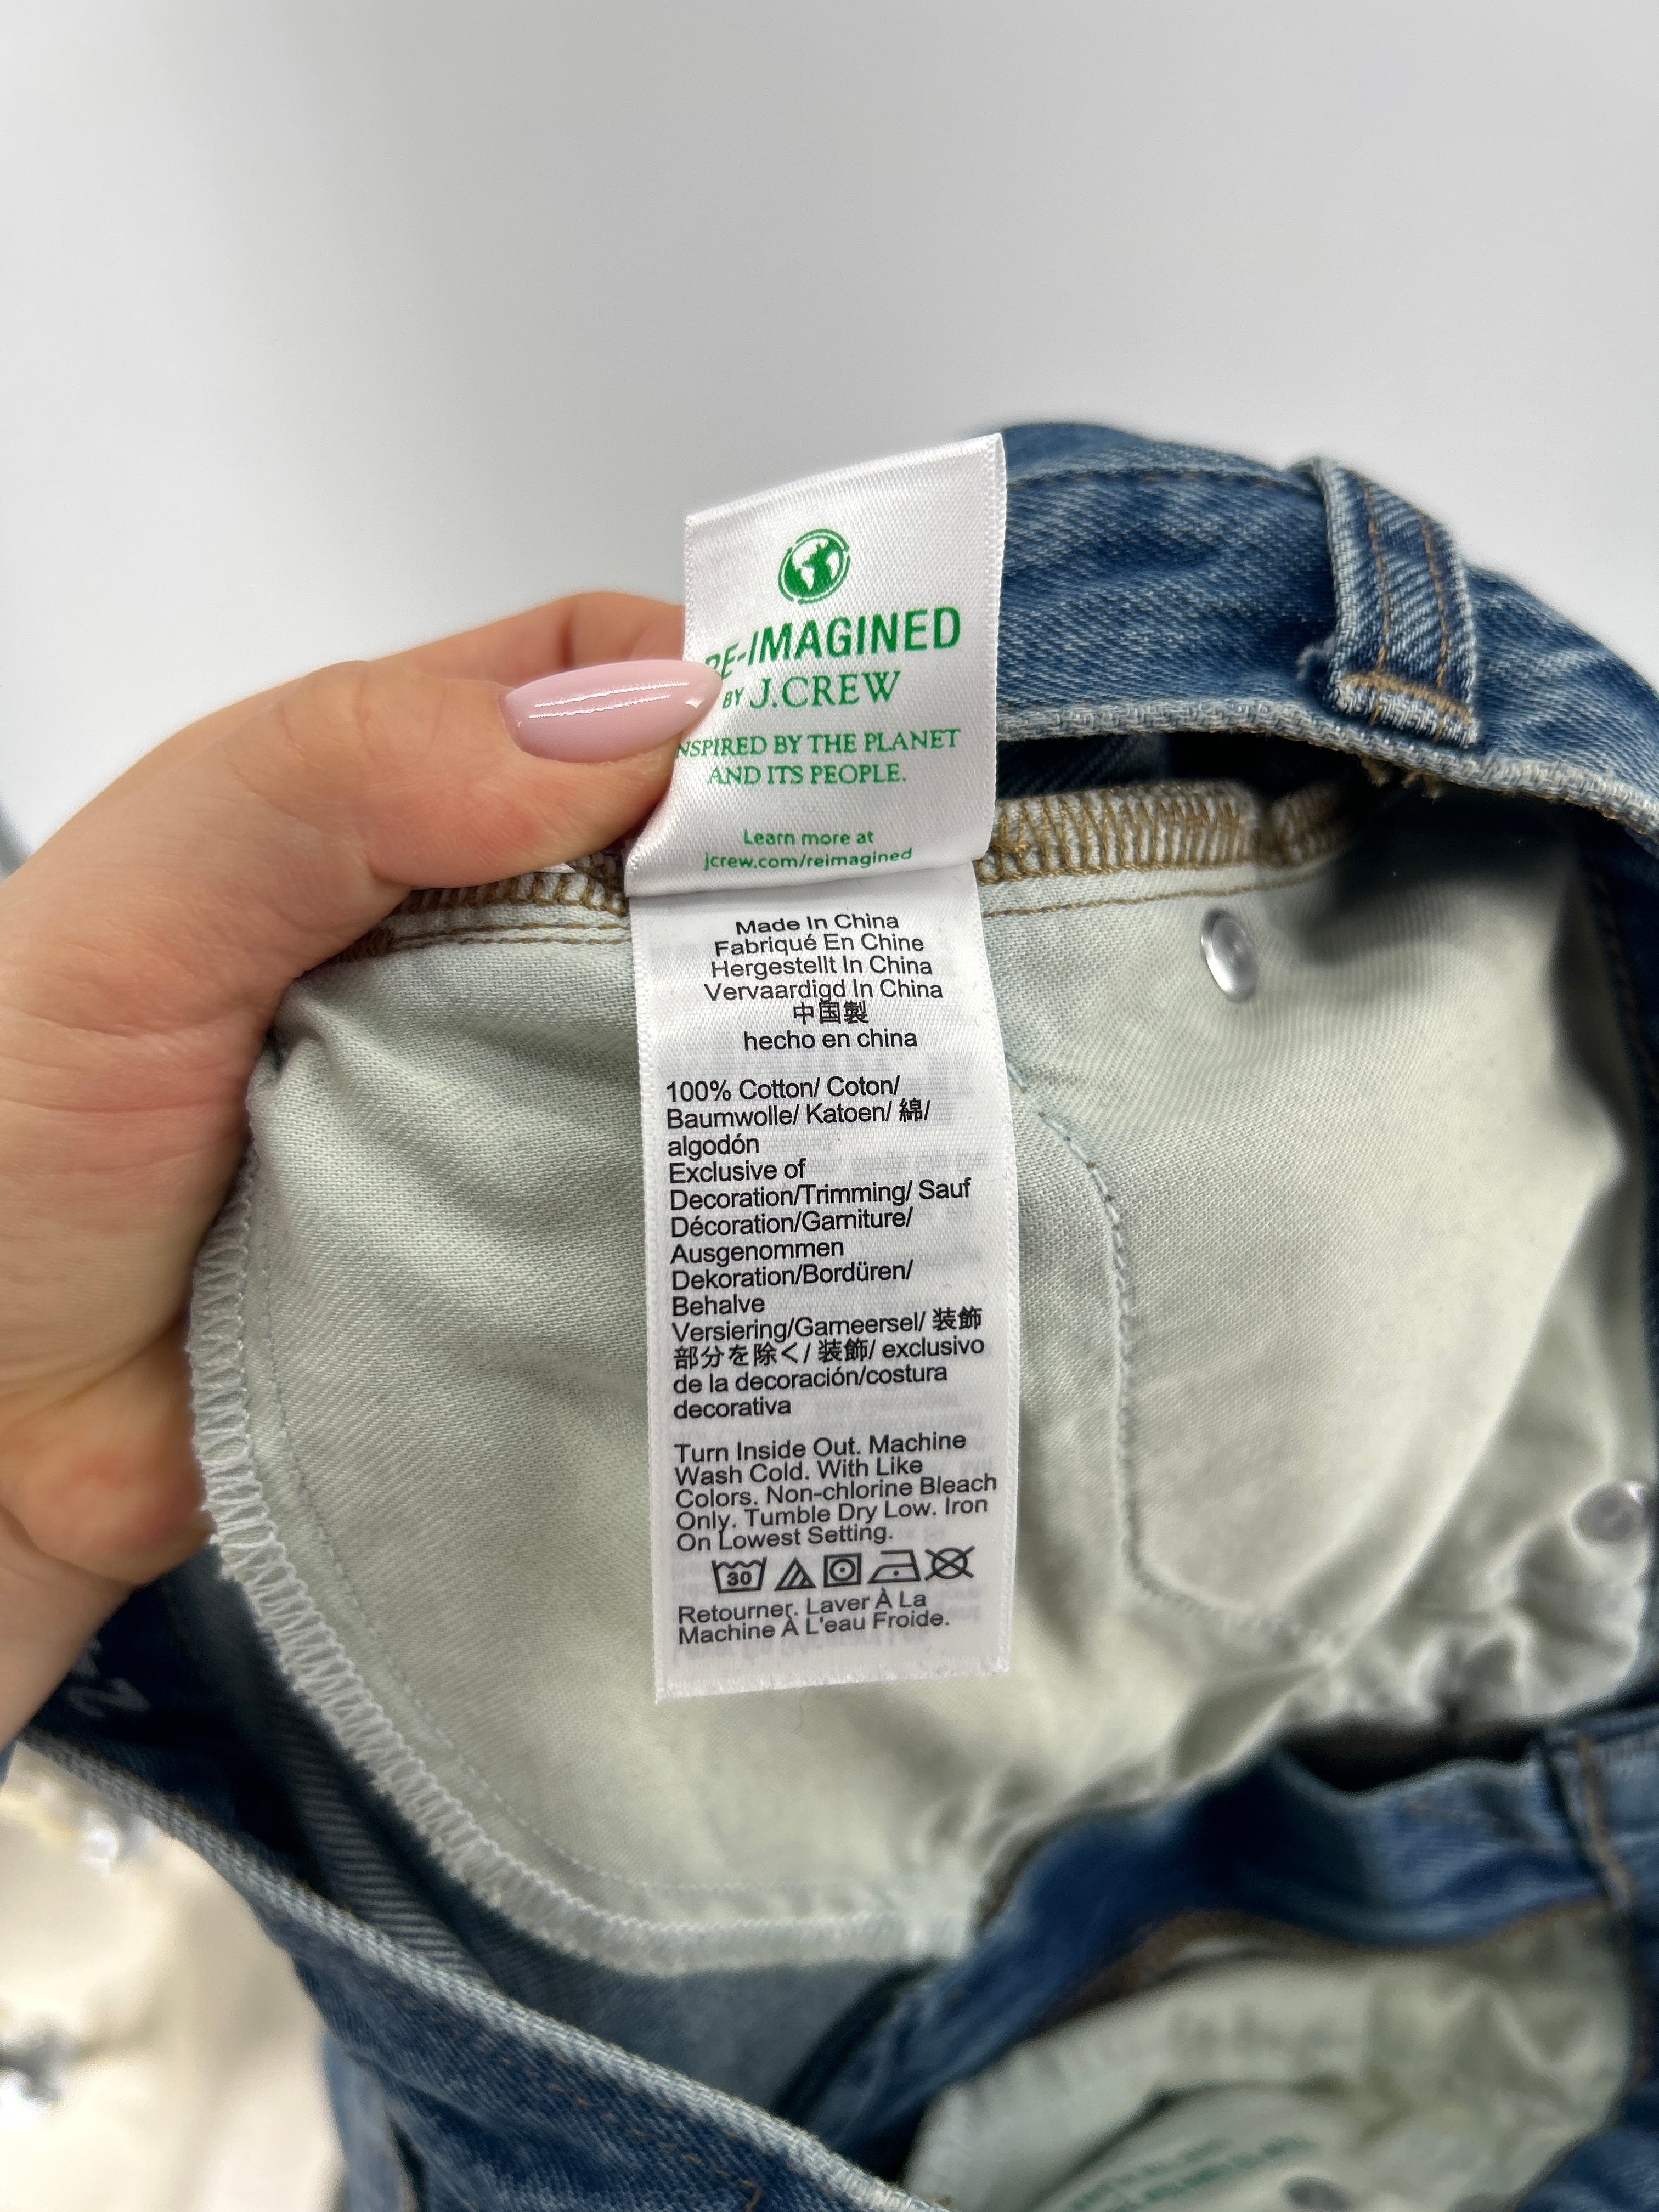 RE-IMAGINED
BY J.CREW
INSPIRED BY THE PLANET
AND ITS PEOPLE.
Learn more at
jcrew.com/reimagined
Made In China
Fabriqué En Chine
Hergestellt In China
Vervaardigd In China
中国製
hecho en china
100% Cotton/ Coton/
Baumwolle/ Katoen/ 綿/
algodón
Exclusive of
Decoration/Trimming/ Sauf
Décoration/Garniture/
Ausgenommen
Dekoration/Bordüren/
Behalve
Versiering/Garneersel/ 装飾
部分を除く/ 装飾/ exclusivo
de la decoración/costura
decorativa
Turn Inside Out. Machine
Wash Cold. With Like
Colors. Non-chlorine Bleach
Only. Tumble Dry Low. Iron
On Lowest Setting.
30
Retourner. Laver À La
Machine À L'eau Froide.